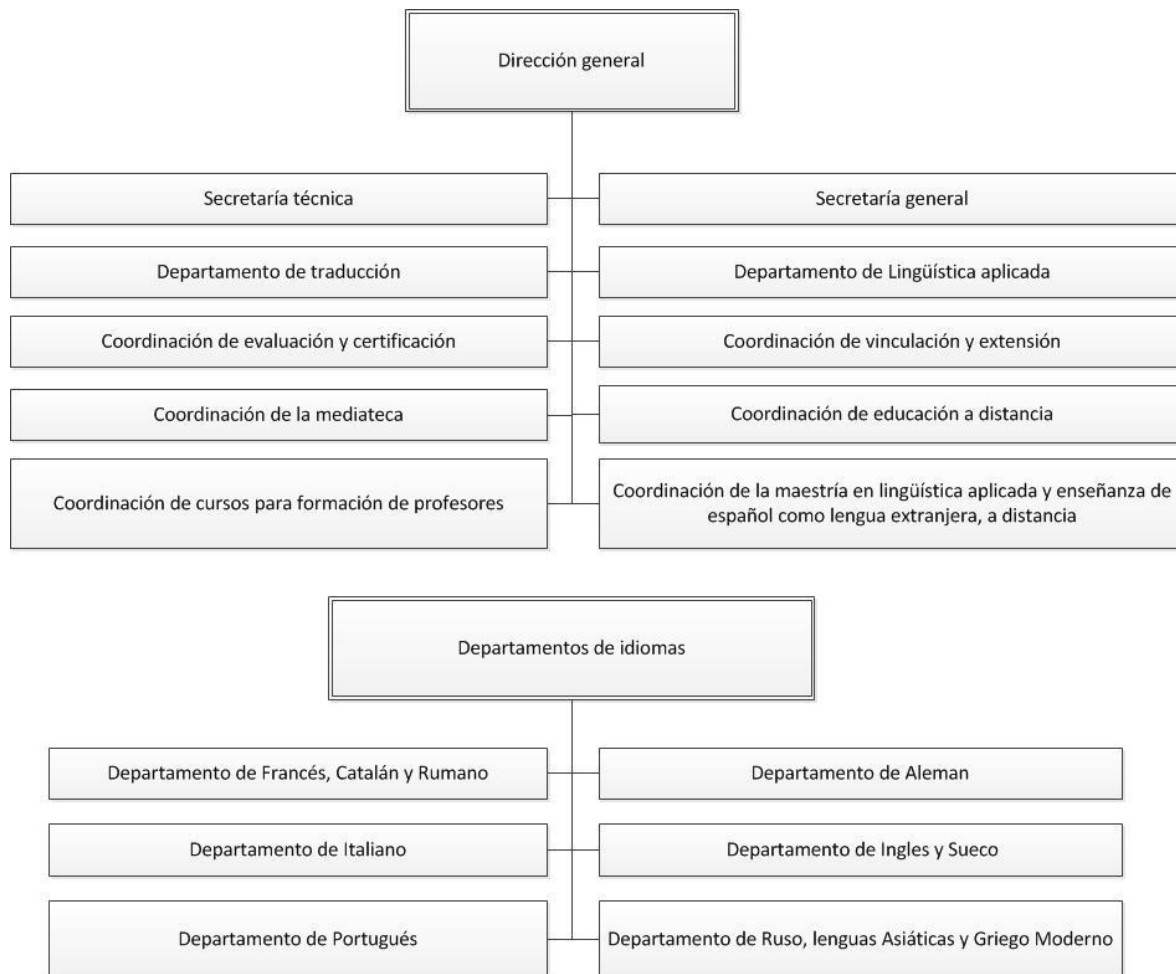 Dirección general
Secretaría técnica
Secretaría general
Departamento de traducción
Departamento de Lingüística aplicada
Coordinación de evaluación y certificación
Coordinación de vinculación y extensión
Coordinación de la mediateca
Coordinación de educación a distancia
Coordinación de cursos para formación de profesores
Coordinación de la maestría en lingüística aplicada y enseñanza de
español como lengua extranjera, a distancia
Departamentos de idiomas
Departamento de Francés, Catalán y Rumano
Departamento de Aleman
Departamento de Italiano
Departamento de Ingles y Sueco
Departamento de Portugués
Departamento de Ruso, lenguas Asiáticas y Griego Moderno